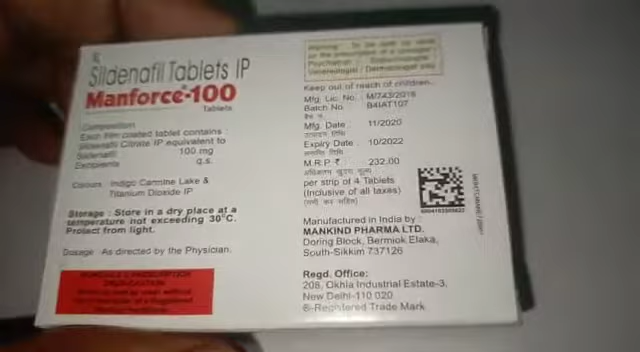 Sildenafil Tablets IP
Manforce-100
Tablets
Composition
Each film coated tablet contains :
Sildenafil Citrate IP equivalent to
Sildenafil 100 mg
Excipients q.s.
Colours : Indigo Carmine Lake &
Titanium Dioxide IP
Storage : Store in a dry place at a
temperature not exceeding 30°C.
Protect from light.
Dosage : As directed by the Physician.
Keep out of reach of children.
Mfg. Lic. No. : M/743/2016
Batch No. : B4IAT107
बैच नं.
Mfg. Date : 11/2020
Expiry Date : 10/2022
M.R.P. ₹ : 232.00
per strip of 4 Tablets
(Inclusive of all taxes)
(सभी कर सहित)
Manufactured in India by :
MANKIND PHARMA LTD.
Doring Block, Bermiok Elaka,
South-Sikkim 737126
Regd. Office:
208, Okhla Industrial Estate-3,
New Delhi-110 020
®-Registered Trade Mark